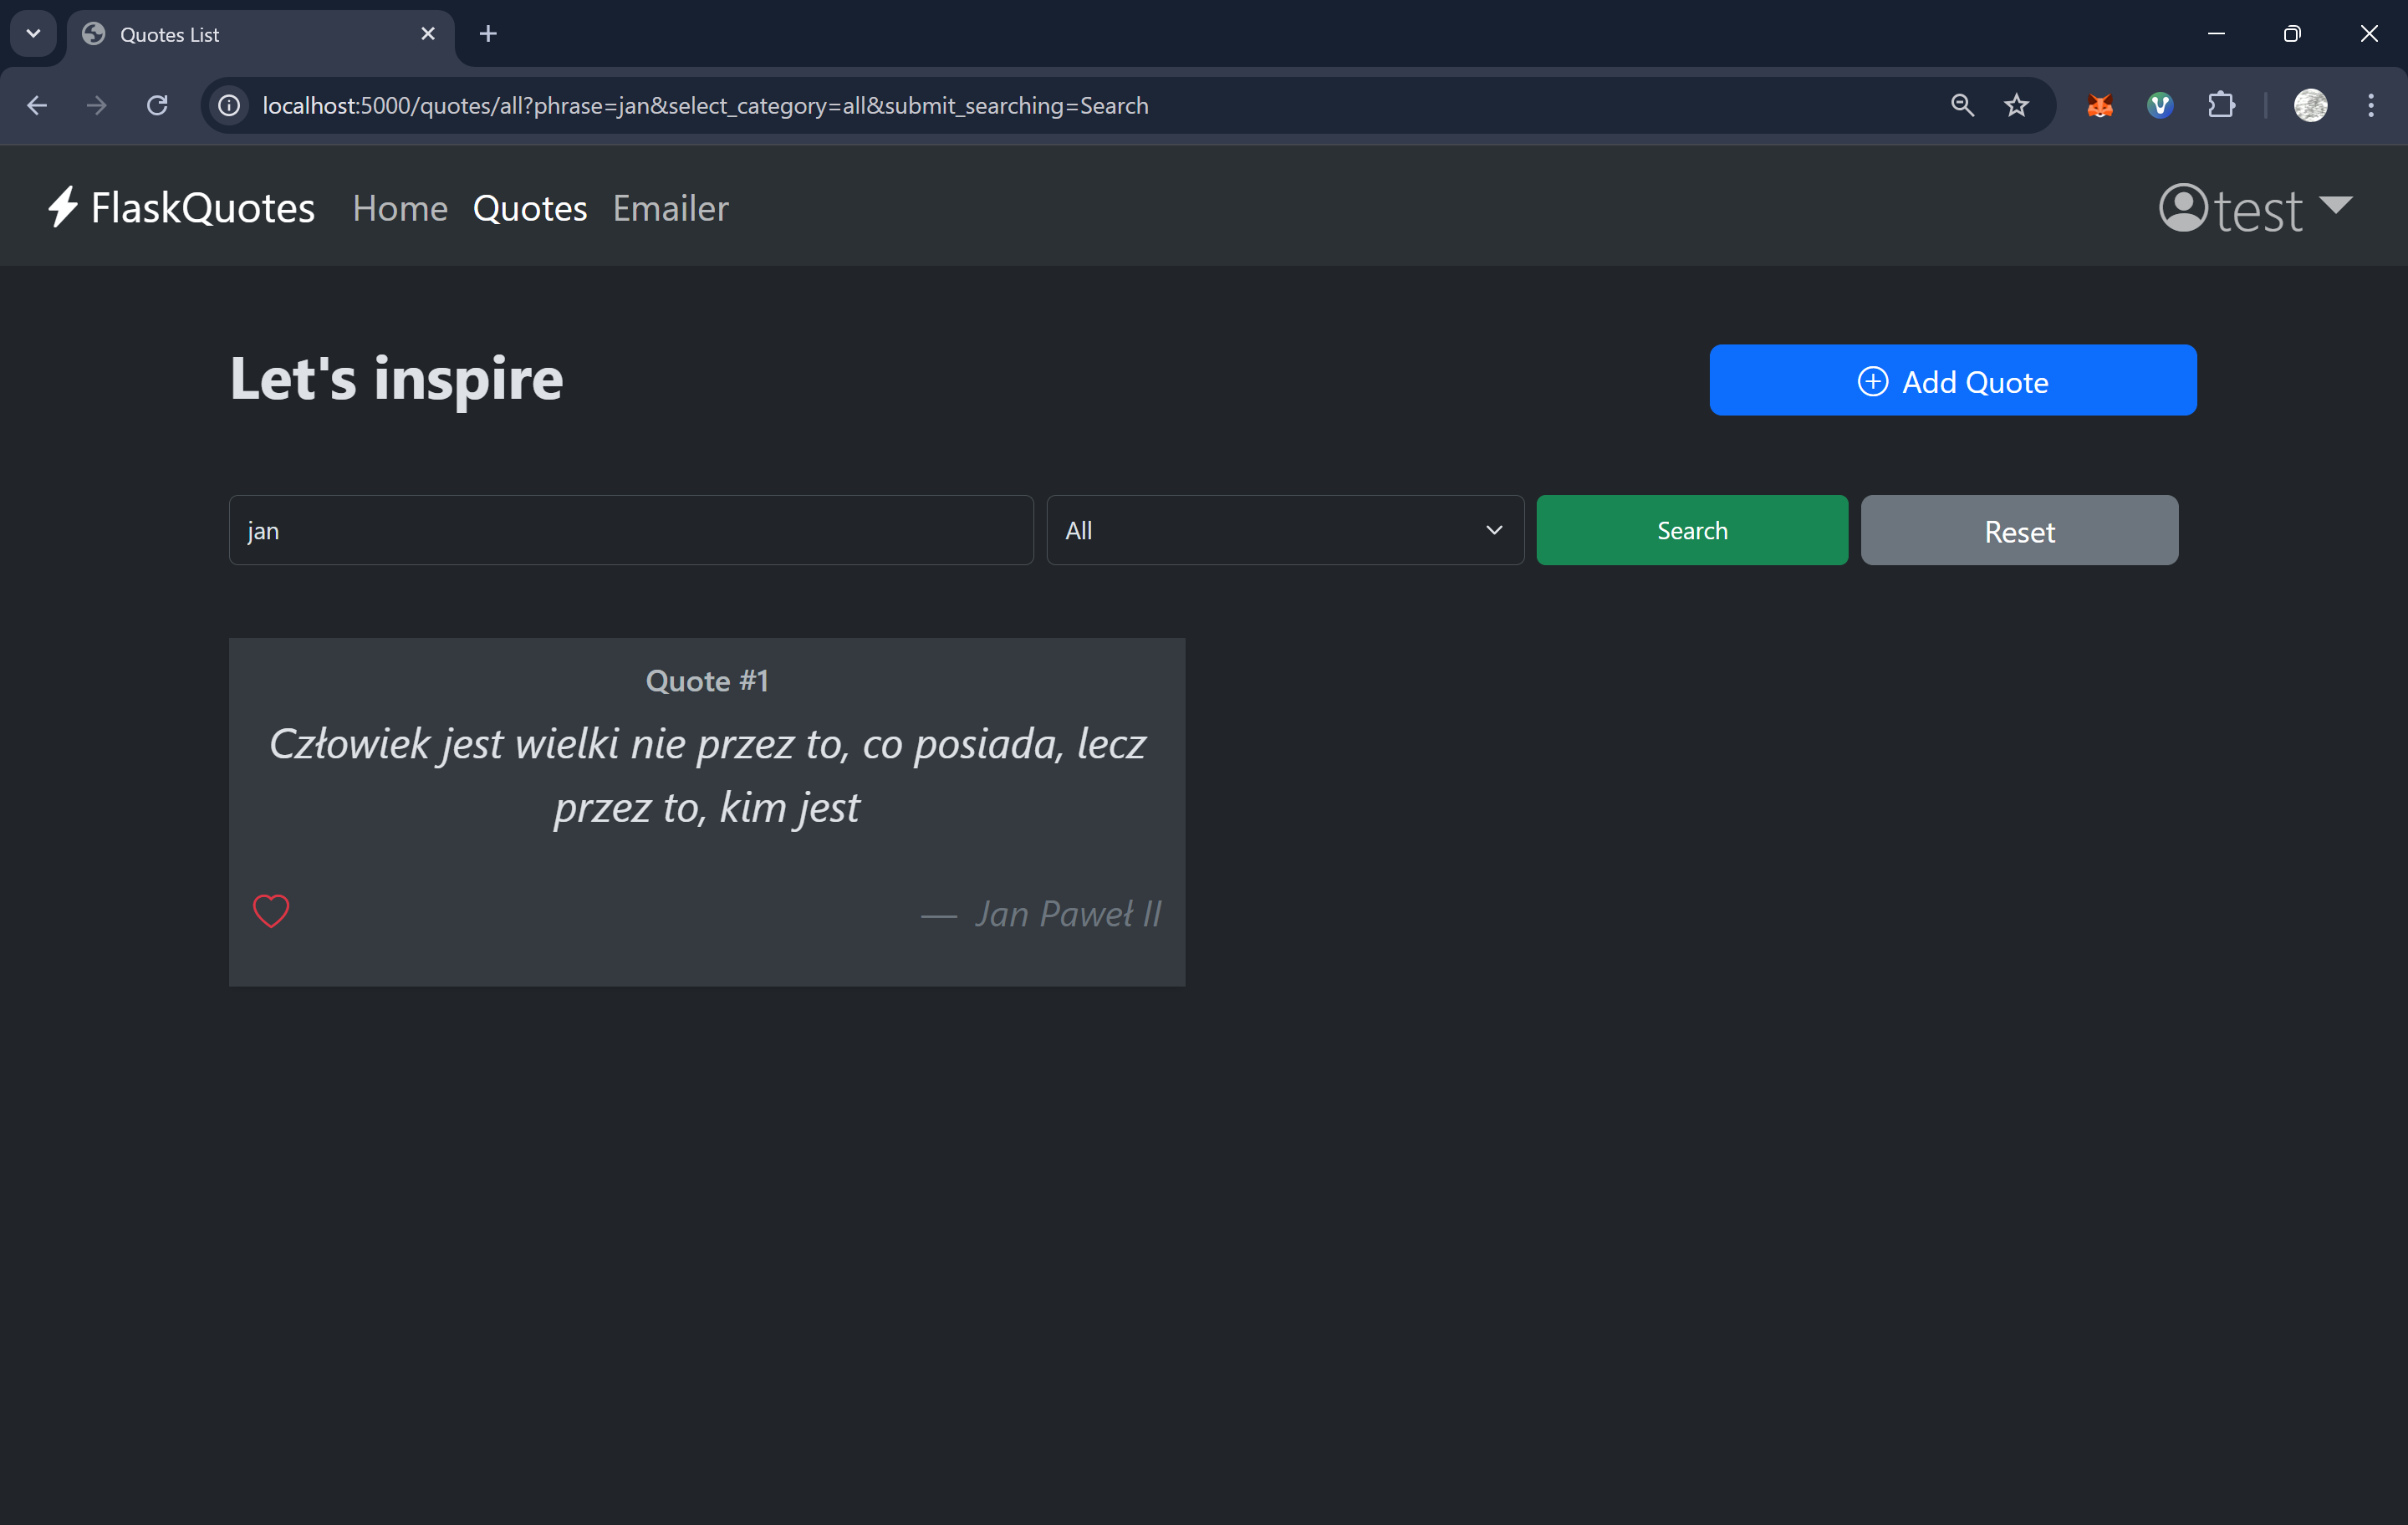 Quotes List
localhost:5000/quotes/all?phrase=jan&select_category=all&submit_searching=Search
FlaskQuotes Home Quotes Emailer test
Let's inspire
Add Quote
jan All Search Reset
Quote #1
Człowiek jest wielki nie przez to, co posiada, lecz
przez to, kim jest
— Jan Paweł II